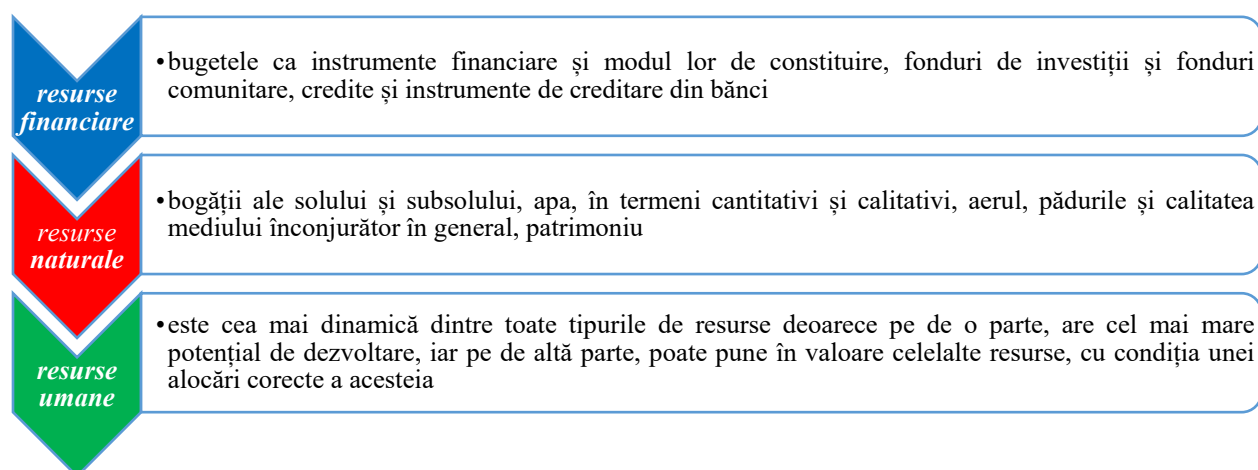 resurse
financiare
•bugetele ca instrumente financiare și modul lor de constituire, fonduri de investiții și fonduri
comunitare, credite și instrumente de creditare din bănci
resurse
naturale
•bogății ale solului și subsolului, apa, în termeni cantitativi și calitativi, aerul, pădurile și calitatea
mediului înconjurător în general, patrimoniu
resurse
umane
•este cea mai dinamică dintre toate tipurile de resurse deoarece pe de o parte, are cel mai mare
potențial de dezvoltare, iar pe de altă parte, poate pune în valoare celelalte resurse, cu condiția unei
alocări corecte a acesteia